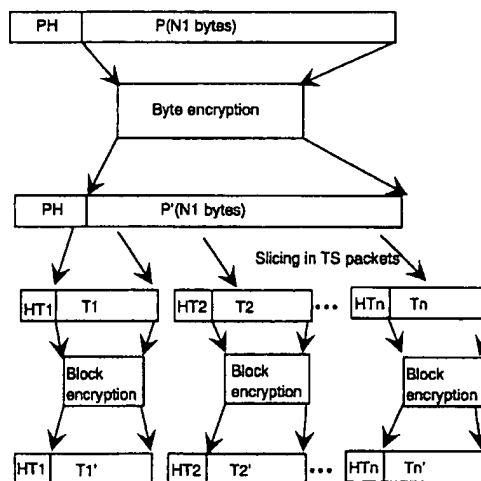 PH P(N1 bytes)
Byte encryption
PH P'(N1 bytes)
Slicing in TS packets
HT1 T1 HT2 T2 ... HTn Tn
Block encryption
Block encryption
Block encryption
HT1 T1' HT2 T2' ... HTn Tn'